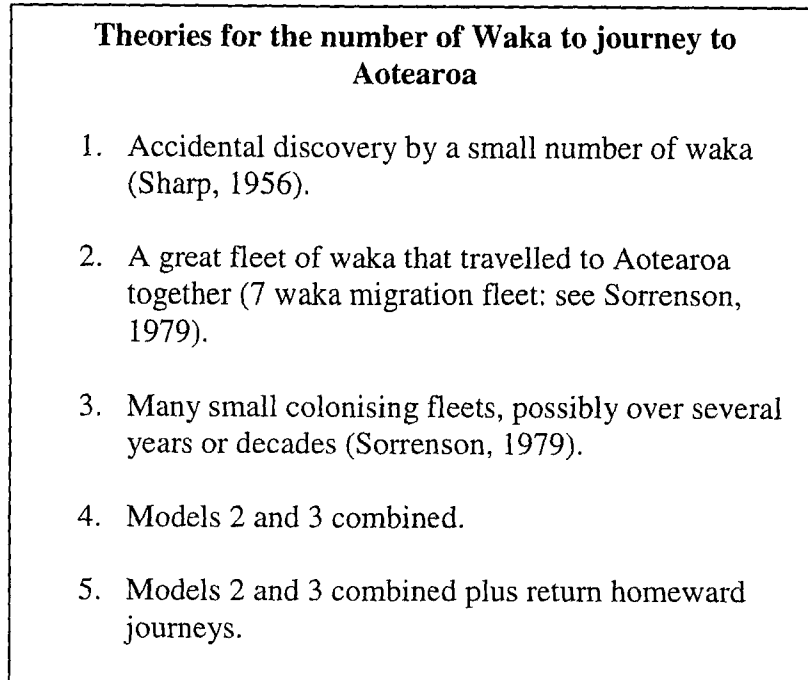 Theories for the number of Waka to journey to
Aotearoa
1. Accidental discovery by a small number of waka
(Sharp, 1956).
2. A great fleet of waka that travelled to Aotearoa
together (7 waka migration fleet: see Sorrenson,
1979).
3. Many small colonising fleets, possibly over several
years or decades (Sorrenson, 1979).
4. Models 2 and 3 combined.
5. Models 2 and 3 combined plus return homeward
journeys.